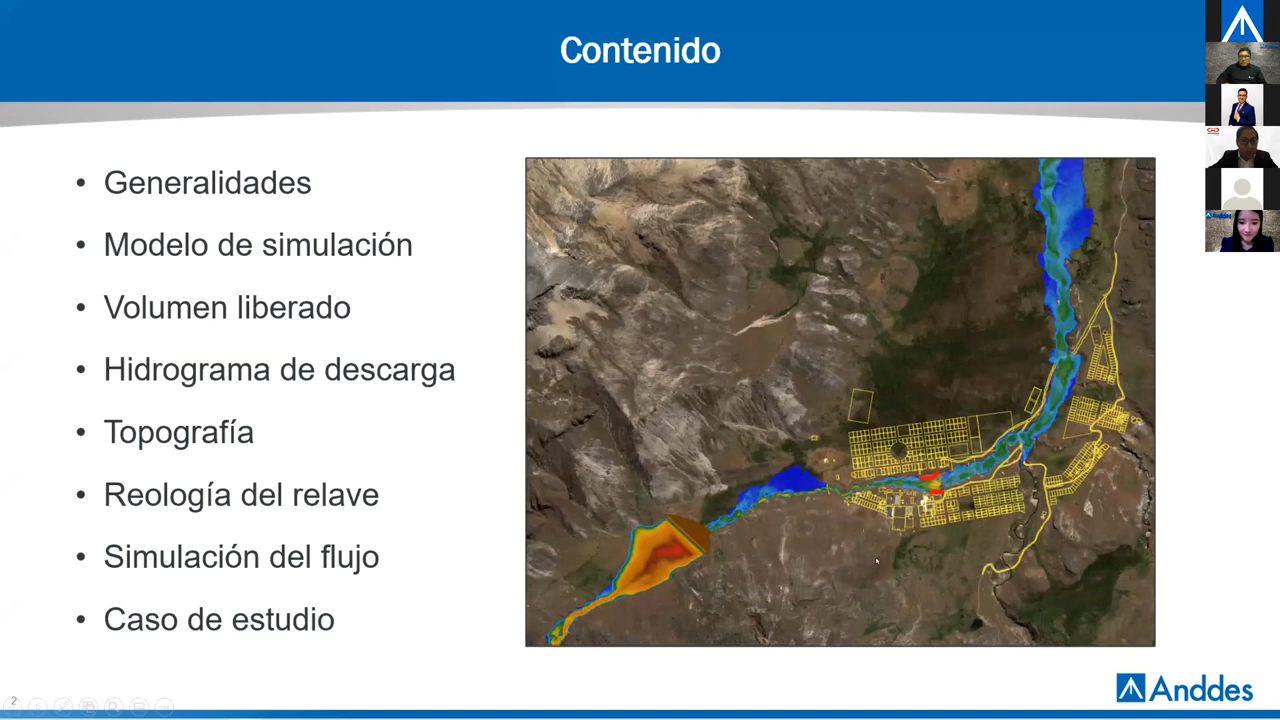 Contenido
• Generalidades
• Modelo de simulación
• Volumen liberado
• Hidrograma de descarga
• Topografía
• Reología del relave
• Simulación del flujo
• Caso de estudio
Anddes
2